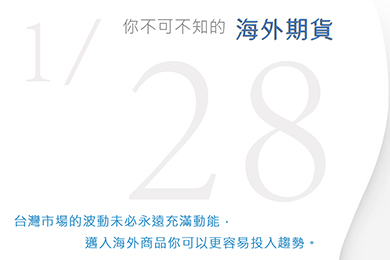 你不可不知的 海外期貨
1/
28
台灣市場的波動未必永遠充滿動能，
邁入海外商品你可以更容易投入趨勢。